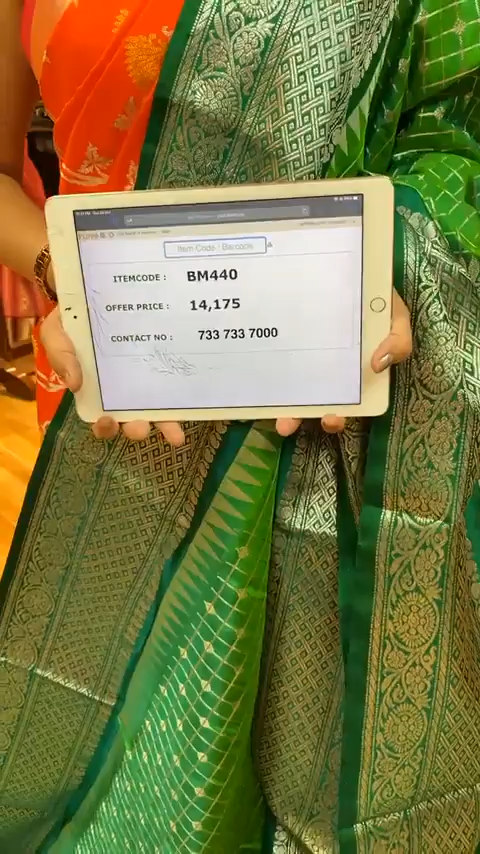 Item Code / Barcode
ITEMCODE : BM440
OFFER PRICE : 14,175
CONTACT NO : 733 733 7000